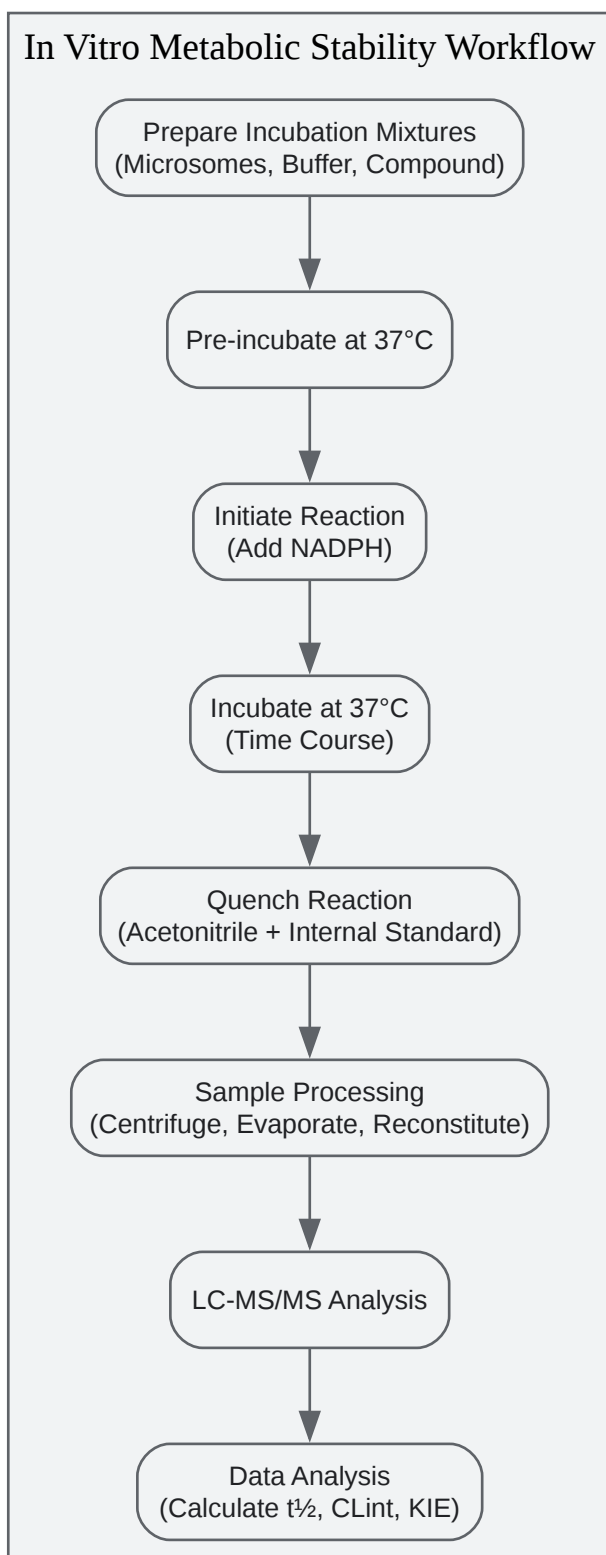 In Vitro Metabolic Stability Workflow
Prepare Incubation Mixtures
(Microsomes, Buffer, Compound)
Pre-incubate at 37°C
Initiate Reaction
(Add NADPH)
Incubate at 37°C
(Time Course)
Quench Reaction
(Acetonitrile + Internal Standard)
Sample Processing
(Centrifuge, Evaporate, Reconstitute)
LC-MS/MS Analysis
Data Analysis
(Calculate t½, CLint, KIE)